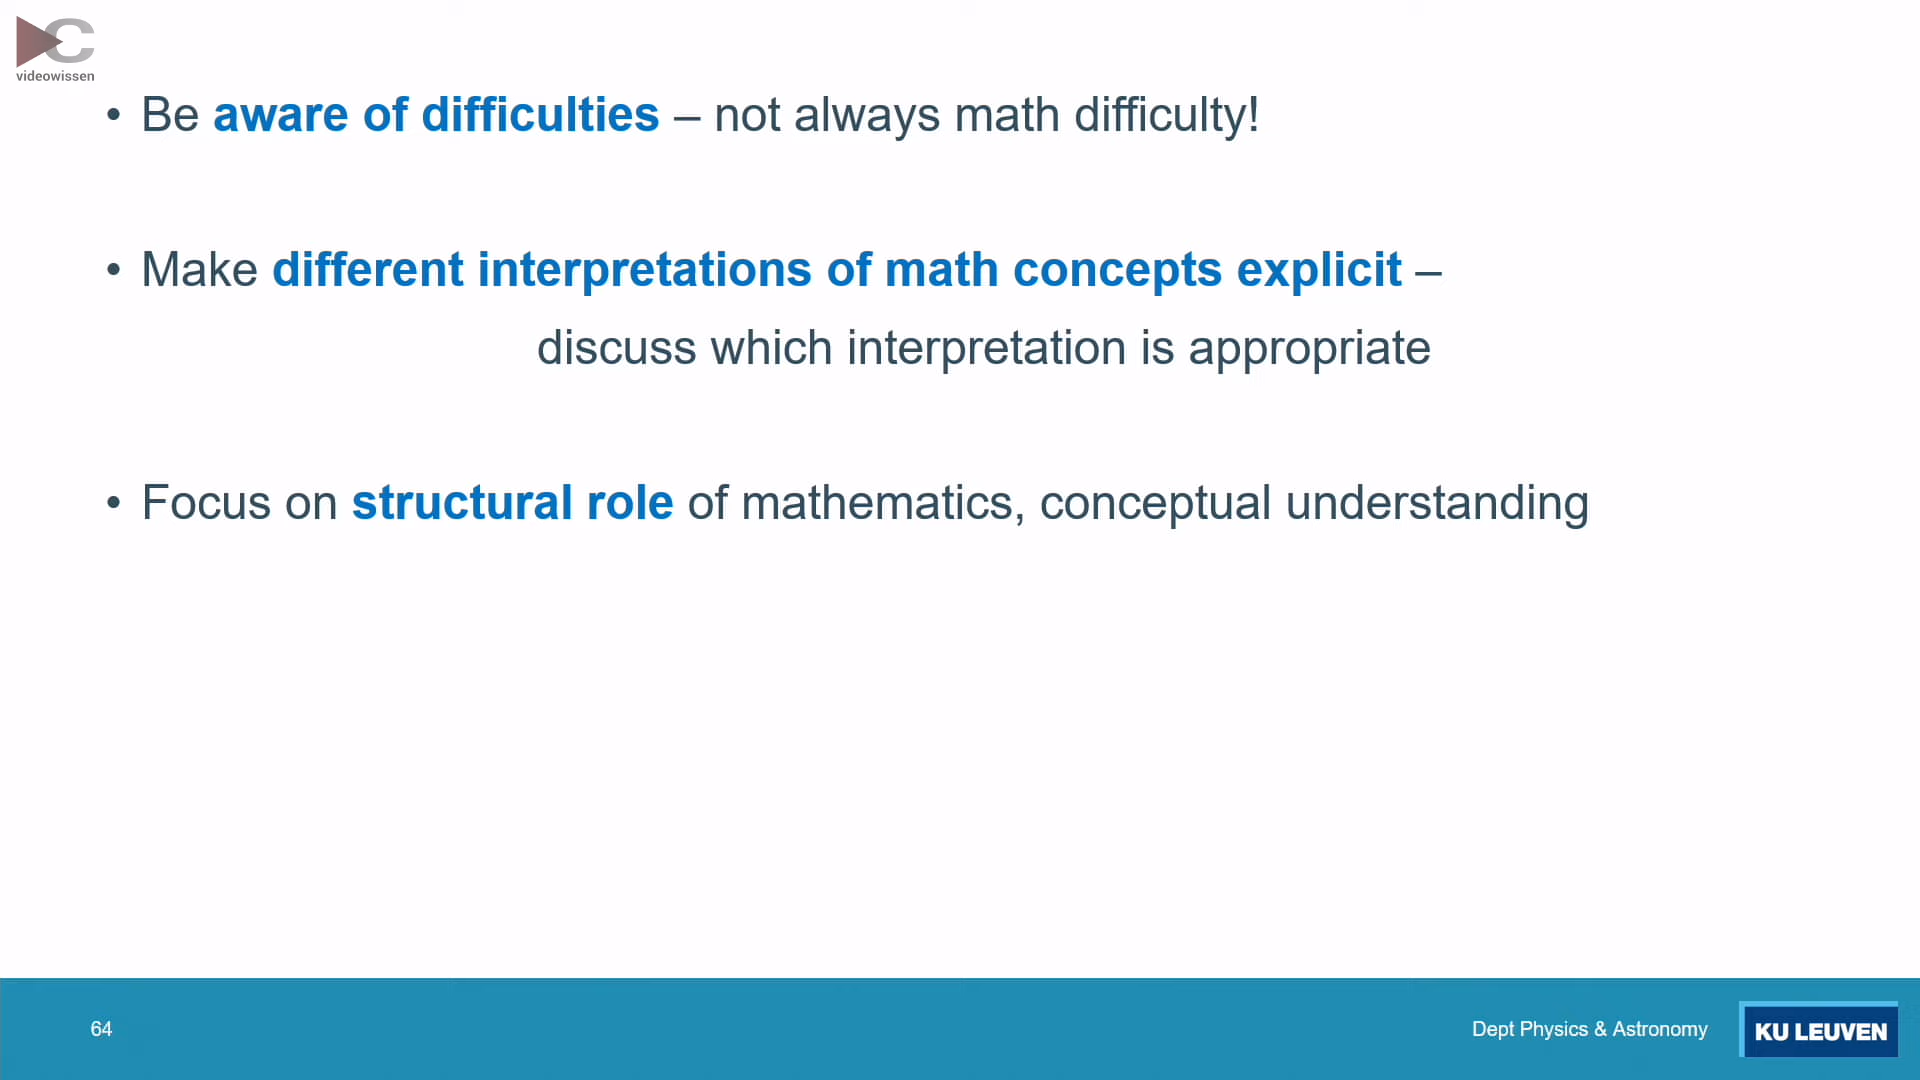 videowissen
• Be aware of difficulties – not always math difficulty!
• Make different interpretations of math concepts explicit –
discuss which interpretation is appropriate
• Focus on structural role of mathematics, conceptual understanding
64
Dept Physics & Astronomy
KU LEUVEN